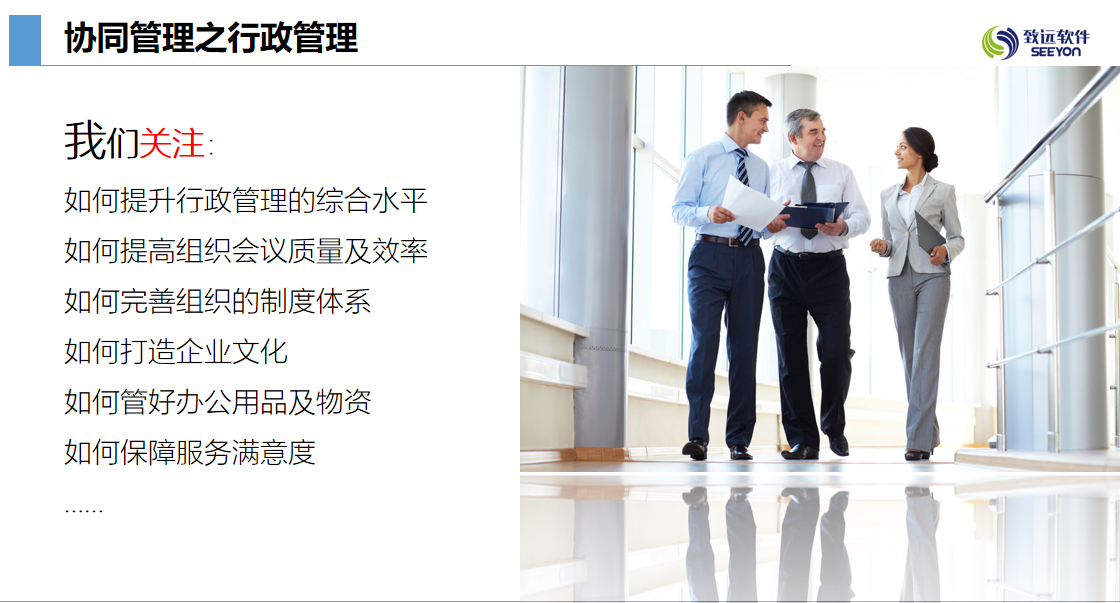 协同管理之行政管理
致远软件
SEEYON
我们关注:
如何提升行政管理的综合水平
如何提高组织会议质量及效率
如何完善组织的制度体系
如何打造企业文化
如何管好办公用品及物资
如何保障服务满意度
......